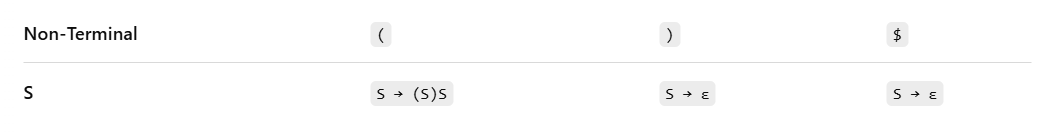 Non-Terminal ( ) $
S S → (S)S S → ε S → ε